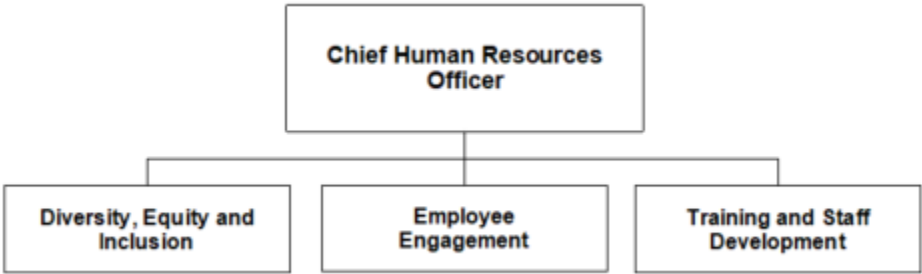 Chief Human Resources
Officer
Diversity, Equity and
Inclusion
Employee
Engagement
Training and Staff
Development